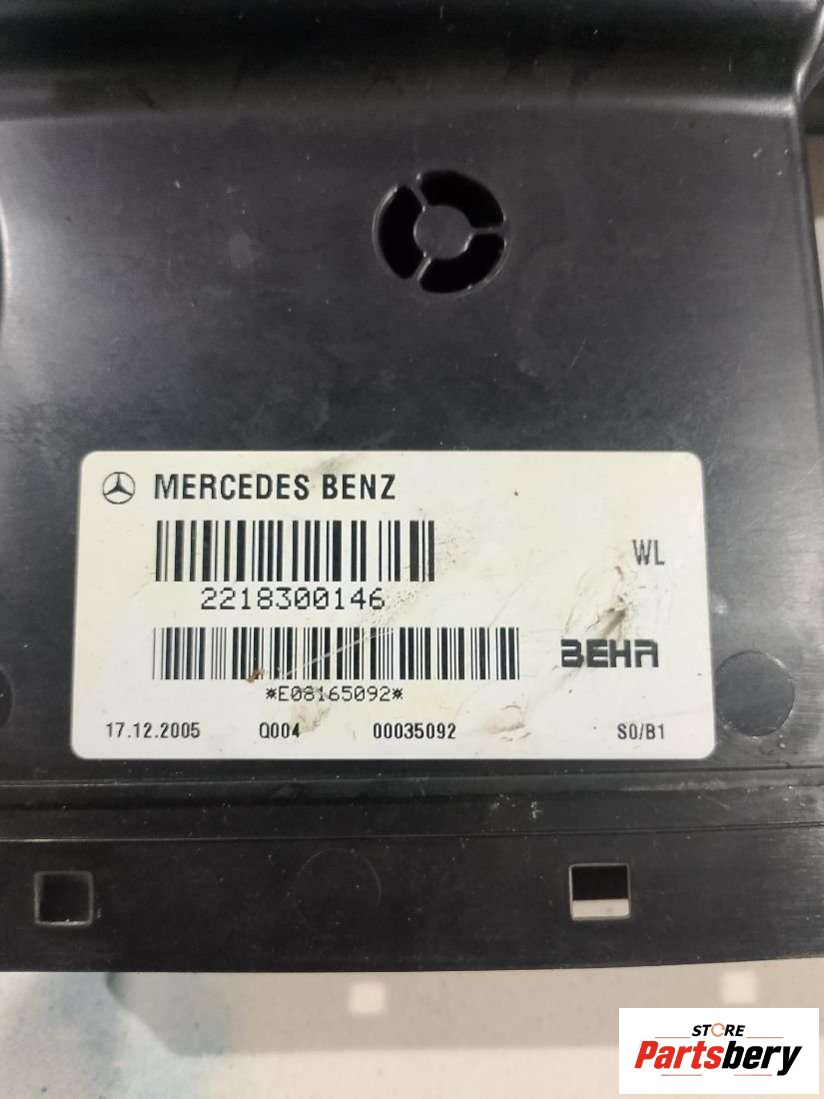 MERCEDES BENZ
2218300146
WL
BEHR
*E08165092*
17.12.2005 Q004 00035092 S0/B1
STORE
Partsbery